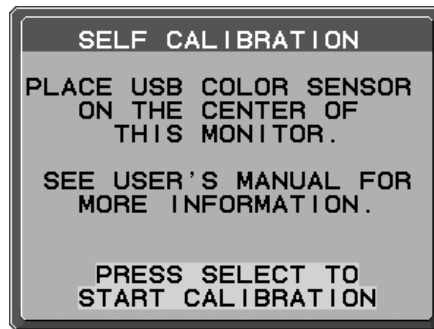 SELF CALIBRATION
PLACE USB COLOR SENSOR
ON THE CENTER OF
THIS MONITOR.
SEE USER'S MANUAL FOR
MORE INFORMATION.
PRESS SELECT TO
START CALIBRATION